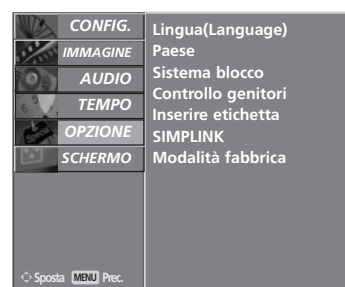 CONFIG.
IMMAGINE
AUDIO
TEMPO
OPZIONE
SCHERMO
Lingua(Language)
Paese
Sistema blocco
Controllo genitori
Inserire etichetta
SIMPLINK
Modalità fabbrica
Sposta MENU Prec.